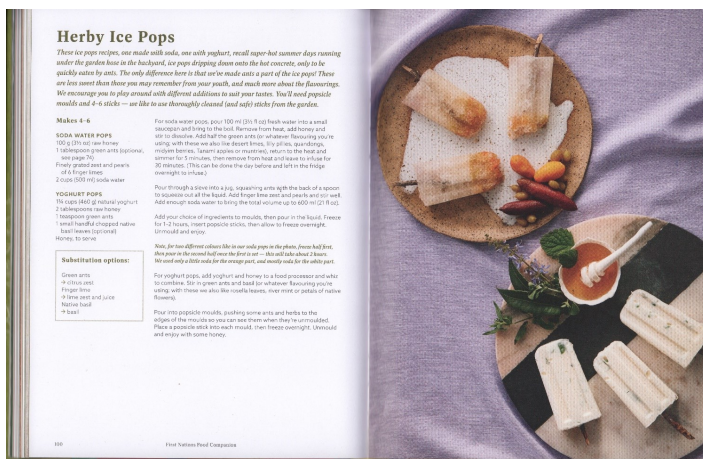 Herby Ice Pops
These ice pops recipes, one made with soda, one with yoghurt, recall super-hot summer days running
under the garden hose in the backyard, ice pops dripping down onto the hot concrete, only to be
quickly eaten by ants. The only difference here is that we've made ants a part of the ice pops! These
are less sweet than those you may remember from your youth, and much more about the flavourings.
We encourage you to play around with different additions to suit your tastes. You'll need popsicle
moulds and 4–6 sticks — we like to use thoroughly cleaned (and safe) sticks from the garden.
Makes 4–6
SODA WATER POPS
100 g (3½ oz) raw honey
1 tablespoon green ants (optional,
see page 74)
Finely grated zest and pearls
of 6 finger limes
2 cups (500 ml) soda water
YOGHURT POPS
1¾ cups (460 g) natural yoghurt
2 tablespoons raw honey
1 teaspoon green ants
1 small handful chopped native
basil leaves (optional)
Honey, to serve
Substitution options:
Green ants
→ citrus zest
Finger lime
→ lime zest and juice
Native basil
→ basil
For soda water pops, pour 100 ml (3½ fl oz) fresh water into a small
saucepan and bring to the boil. Remove from heat, add honey and
stir to dissolve. Add half the green ants (or whatever flavouring you're
using; with these we also like desert limes, lilly pillies, quandongs,
midyim berries, Tanami apples or muntries), return to the heat and
simmer for 5 minutes, then remove from heat and leave to infuse for
30 minutes. (This can be done the day before and left in the fridge
overnight to infuse.)
Pour through a sieve into a jug, squashing ants with the back of a spoon
to squeeze out all the liquid. Add finger lime zest and pearls and stir well.
Add enough soda water to bring the total volume up to 600 ml (21 fl oz).
Add your choice of ingredients to moulds, then pour in the liquid. Freeze
for 1–2 hours, insert popsicle sticks, then allow to freeze overnight.
Unmould and enjoy.
Note, for two different colours like in our soda pops in the photo, freeze half first,
then pour in the second half once the first is set — this will take about 2 hours.
We used only a little soda for the orange part, and mostly soda for the white part.
For yoghurt pops, add yoghurt and honey to a food processor and whiz
to combine. Stir in green ants and basil (or whatever flavouring you're
using; with these we also like rosella leaves, river mint or petals of native
flowers).
Pour into popsicle moulds, pushing some ants and herbs to the
edges of the moulds so you can see them when they're unmoulded.
Place a popsicle stick into each mould, then freeze overnight. Unmould
and enjoy with some honey.
First Nations Food Companion